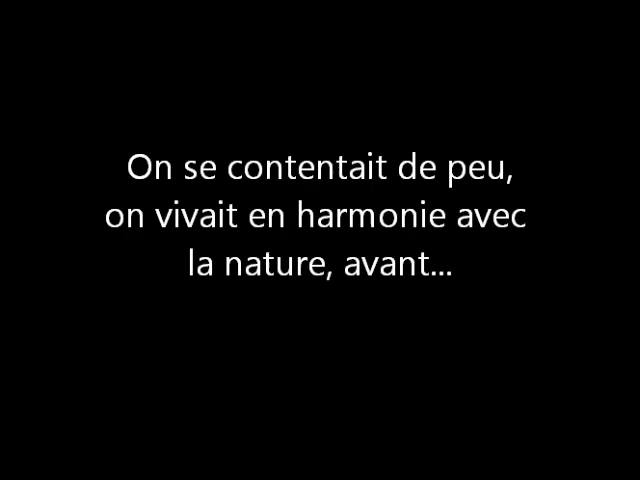 On se contentait de peu,
on vivait en harmonie avec
la nature, avant...